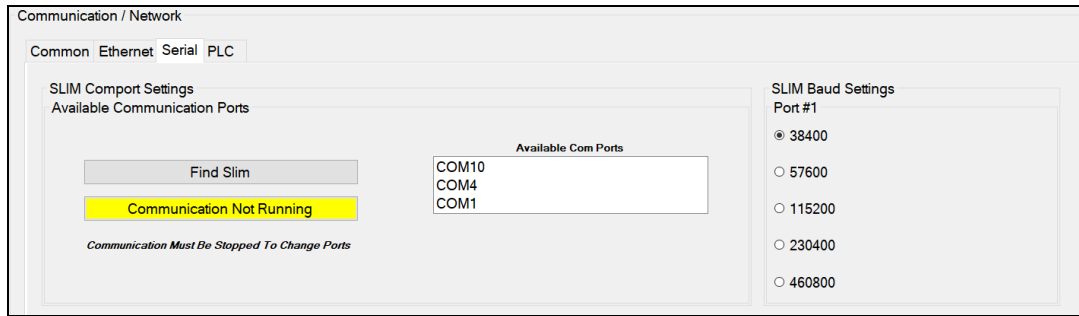 Communication / Network
Common Ethernet Serial PLC
SLIM Comport Settings
Available Communication Ports
Find Slim
Communication Not Running
Communication Must Be Stopped To Change Ports
Available Com Ports
COM10
COM4
COM1
SLIM Baud Settings
Port #1
38400
57600
115200
230400
460800